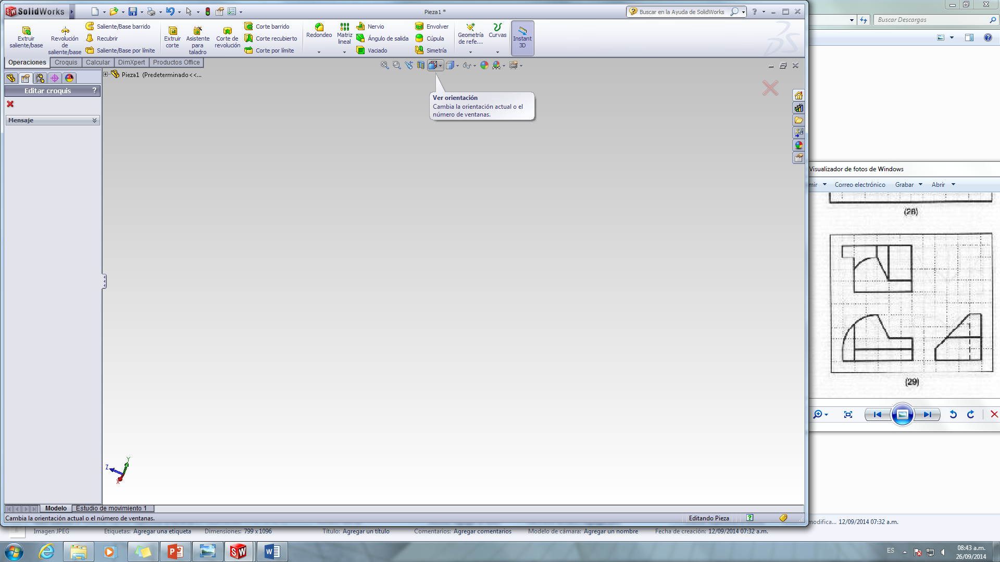 SolidWorks
Pieza1 *
Buscar en la Ayuda de SolidWorks
Buscar Descargas
Extruir saliente/base
Revolución de saliente/base
Saliente/Base barrido
Recubrir
Saliente/Base por límite
Extruir corte
Asistente para taladro
Corte de revolución
Corte barrido
Corte recubierto
Corte por límite
Redondeo
Matriz lineal
Nervio
Ángulo de salida
Vaciado
Envolver
Cúpula
Simetría
Geometría de refe...
Curvas
Instant 3D
Operaciones
Croquis
Calcular
DimXpert
Productos Office
Pieza1 (Predeterminado<<...
Editar croquis
?
Mensaje
Ver orientación
Cambia la orientación actual o el
número de ventanas.
Visualizador de fotos de Windows
mir
Correo electrónico
Grabar
Abrir
(28)
(29)
Y
Z
X
Modelo
Estudio de movimiento 1
Cambia la orientación actual o el número de ventanas.
Editando Pieza
modifica... 12/09/2014 07:32 a.m.
Imagen JPEG
Etiquetas: Agregar una etiqueta
Dimensiones: 799 x 1096
Título: Agregar un título
Comentarios: Agregar comentarios
Modelo de cámara: Agregar un nombre
Fecha de creación: 12/09/2014 07:32 a.m.
ES
08:43 a.m.
26/09/2014